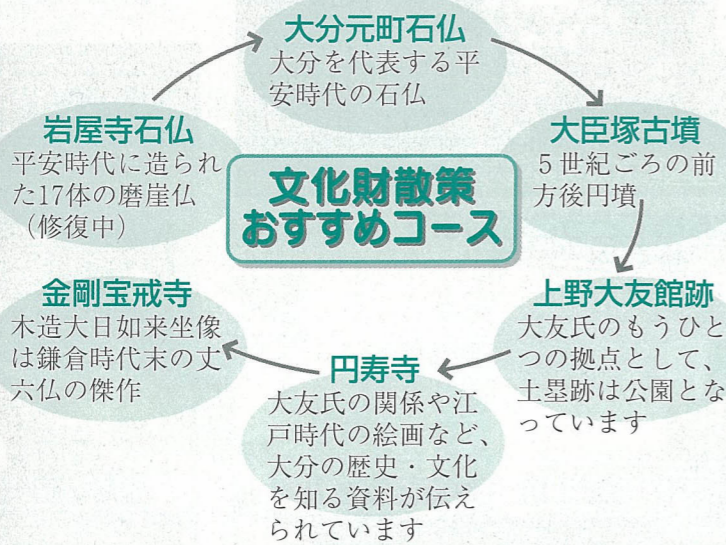 文化財散策
おすすめコース
岩屋寺石仏
平安時代に造られ
た17体の磨崖仏
（修復中）
大分元町石仏
大分を代表する平
安時代の石仏
大臣塚古墳
５世紀ごろの前
方後円墳
上野大友館跡
大友氏のもうひと
つの拠点として、
土塁跡は公園とな
っています
円寿寺
大友氏の関係や江
戸時代の絵画など、
大分の歴史・文化
を知る資料が伝え
られています
金剛宝戒寺
木造大日如来坐像
は鎌倉時代末の丈
六仏の傑作